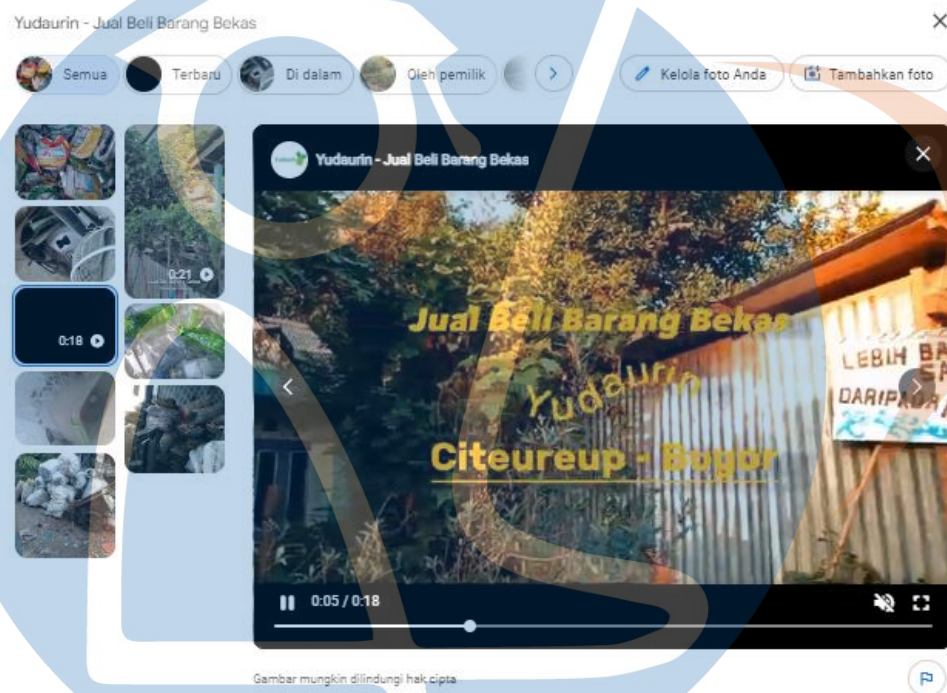 Yudaurin - Jual Beli Barang Bekas
Semua
Terbaru
Di dalam
Oleh pemilik
Kelola foto Anda
Tambahkan foto
Yudaurin - Jual Beli Barang Bekas
0:21
0:18
Jual Beli Barang Bekas
Yudaurin
Citeureup - Bogor
LEBIH BA
SA
DARIPADA
0:05 / 0:18
Gambar mungkin dilindungi hak cipta